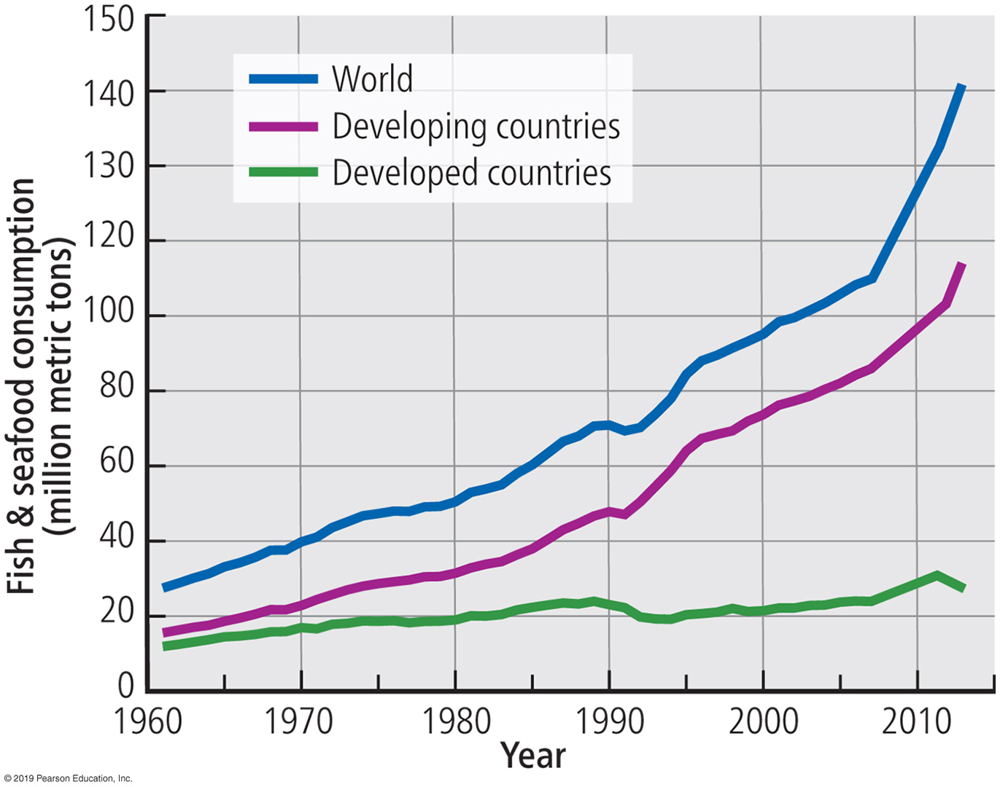 150
140
130
120
100
80
60
40
20
0
World
Developing countries
Developed countries
Fish & seafood consumption
(million metric tons)
1960 1970 1980 1990 2000 2010
Year
© 2019 Pearson Education, Inc.